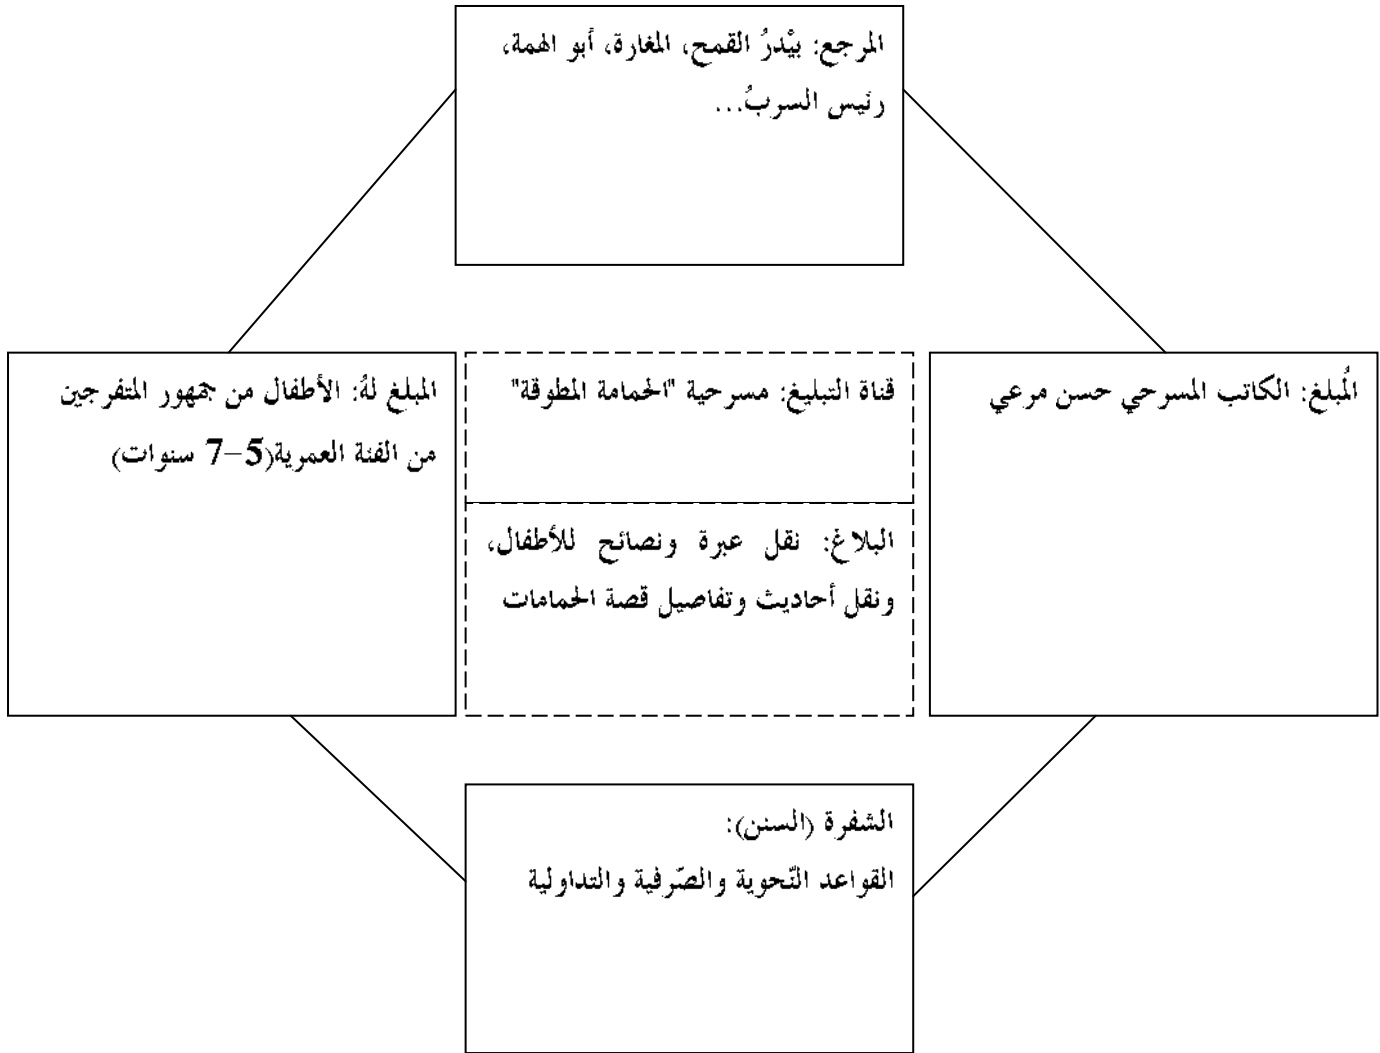 المرجع: بيْدرُ القمح، المغارة، أبو الهمة،
رئيس السربُ...
المُبلغ: الكاتب المسرحي حسن مرعي
قناة التبليغ: مسرحية "الحمامة المطوقة"
البلاغ: نقل عبرة ونصائح للأطفال،
ونقل أحاديث وتفاصيل قصة الحمامات
المبلغ لهُ: الأطفال من جمهور المتفرجين
من الفئة العمرية(5–7 سنوات)
الشفرة (السنن):
القواعد النّحوية والصّرفية والتداولية